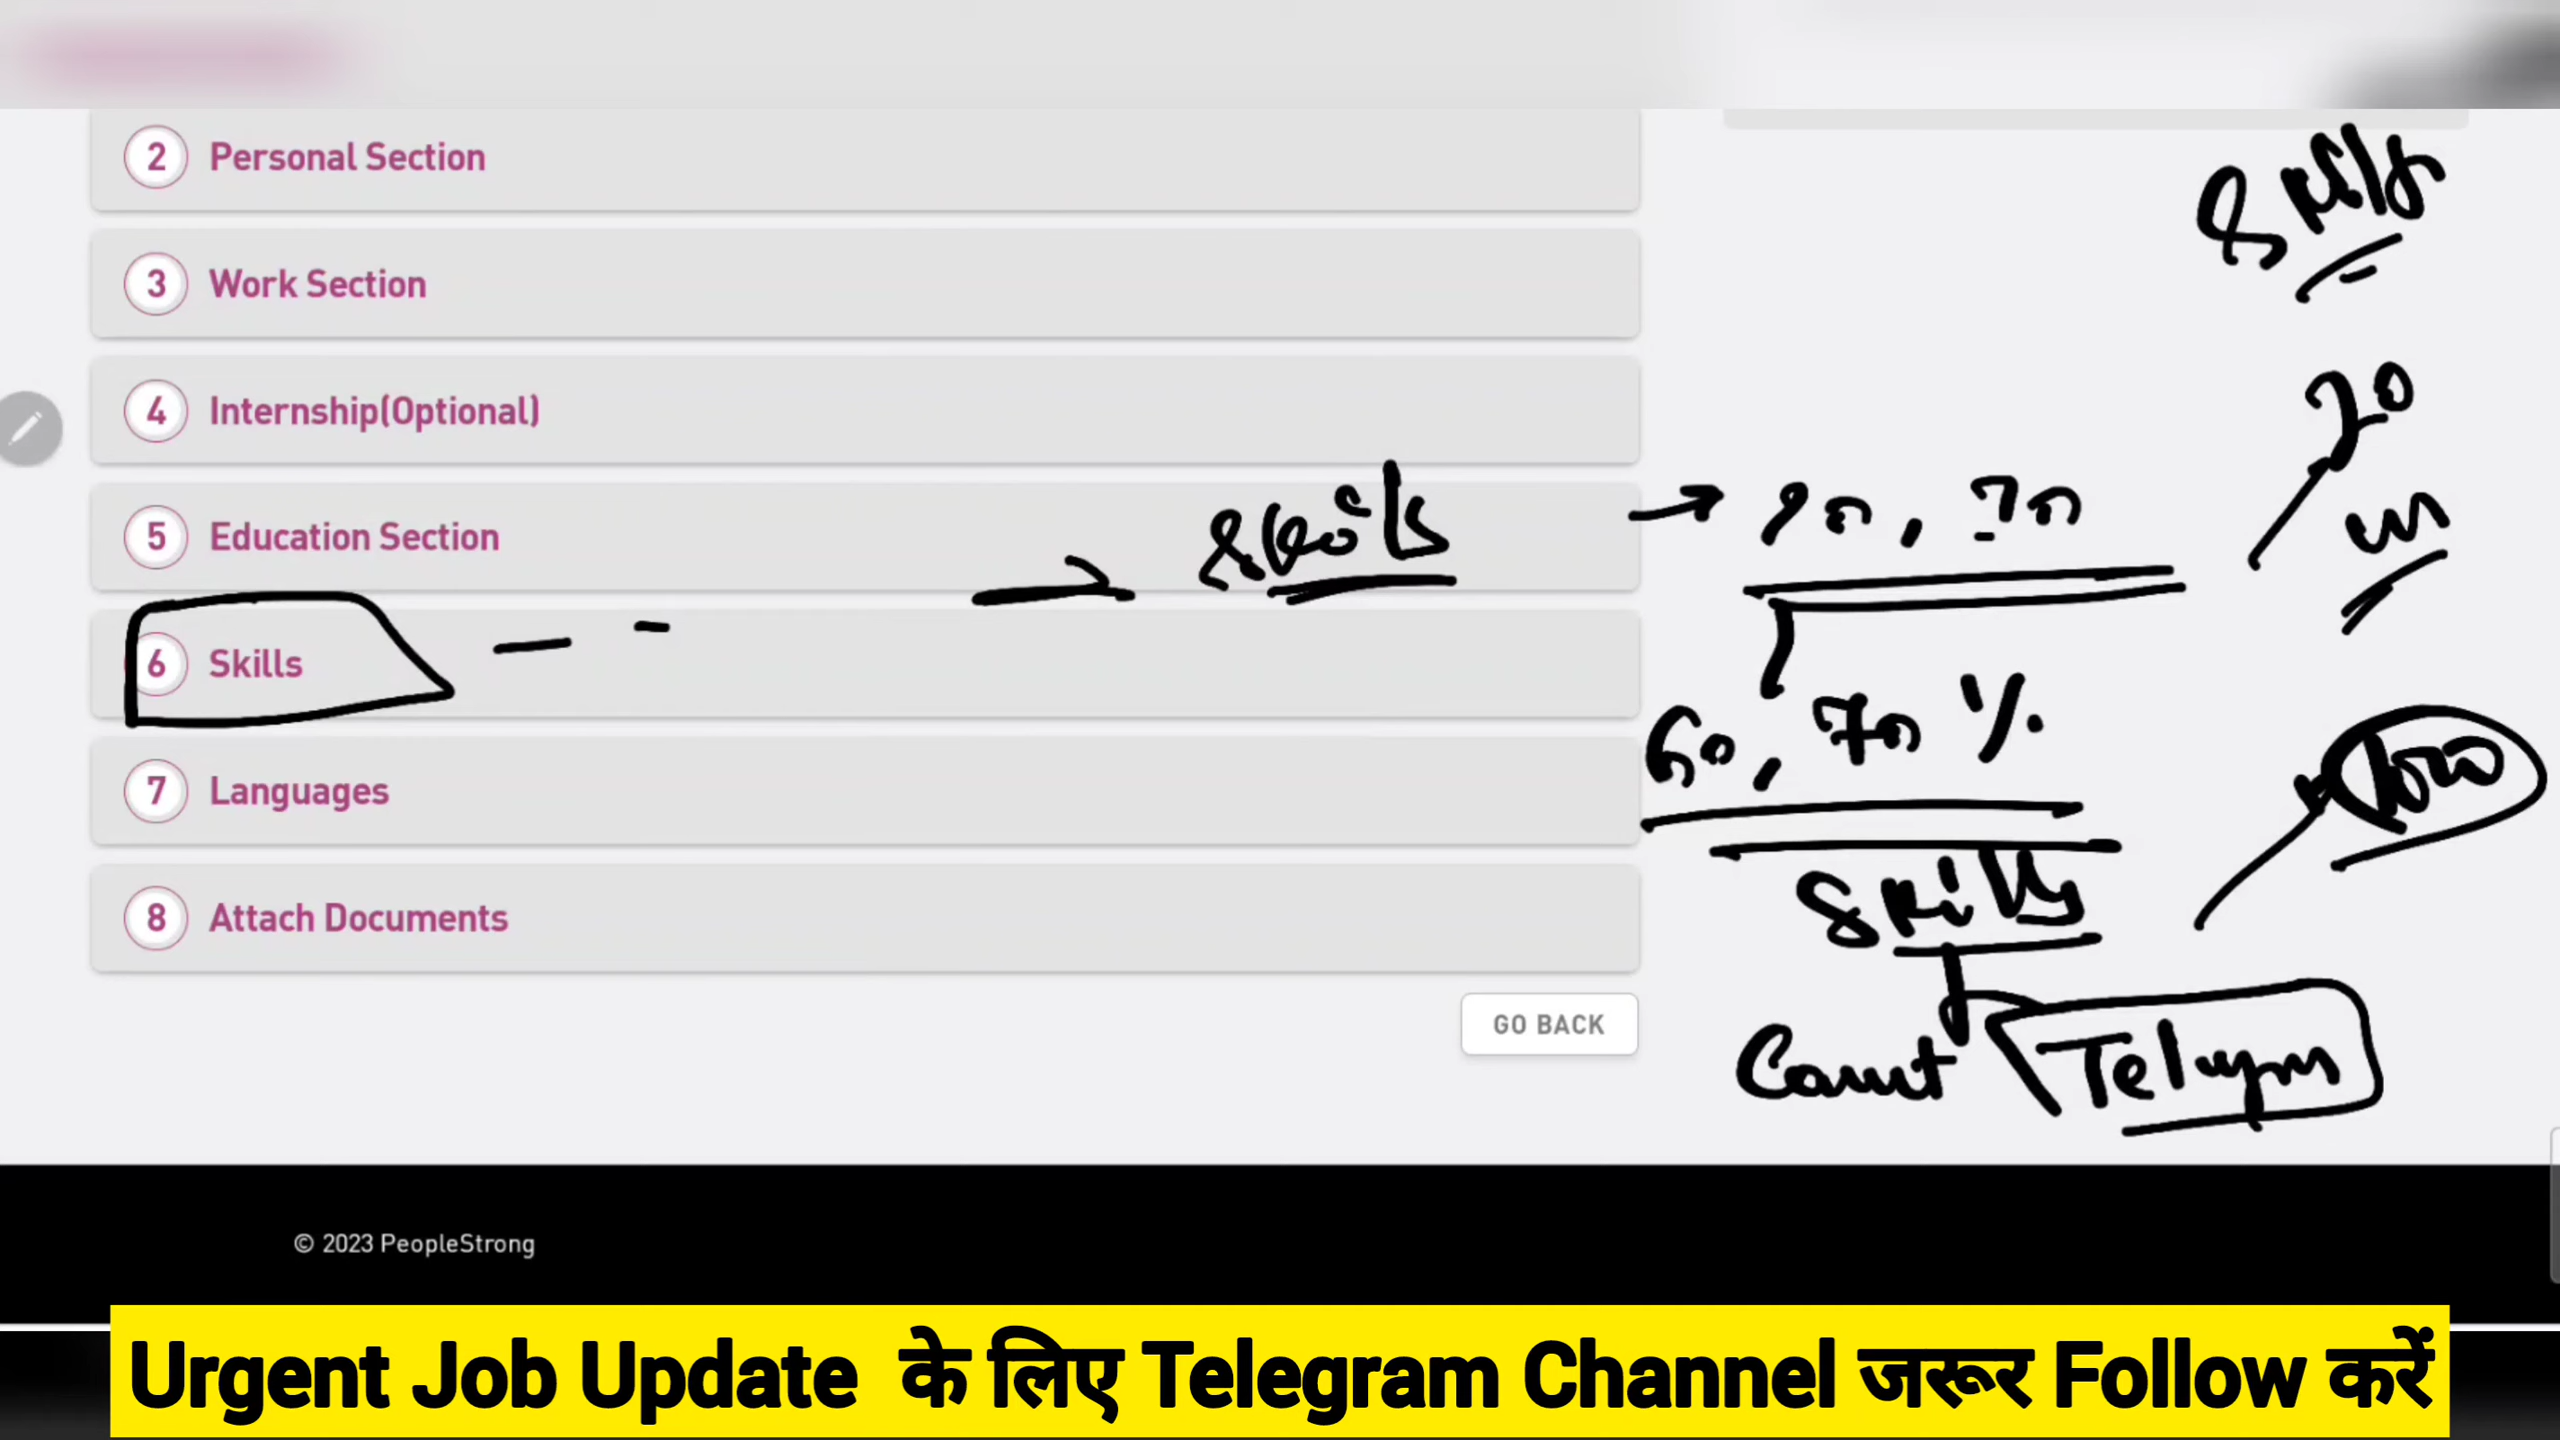 2 Personal Section
Skills
3 Work Section
4 Internship(Optional)
20
5 Education Section
Skills
6 Skills
60, 70 %
7 Languages
Skills
8 Attach Documents
GO BACK
© 2023 PeopleStrong
Urgent Job Update के लिए Telegram Channel जरूर Follow करें